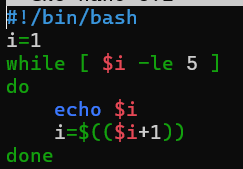 #!/bin/bash
i=1
while [ $i -le 5 ]
do
    echo $i
    i=$(($i+1))
done